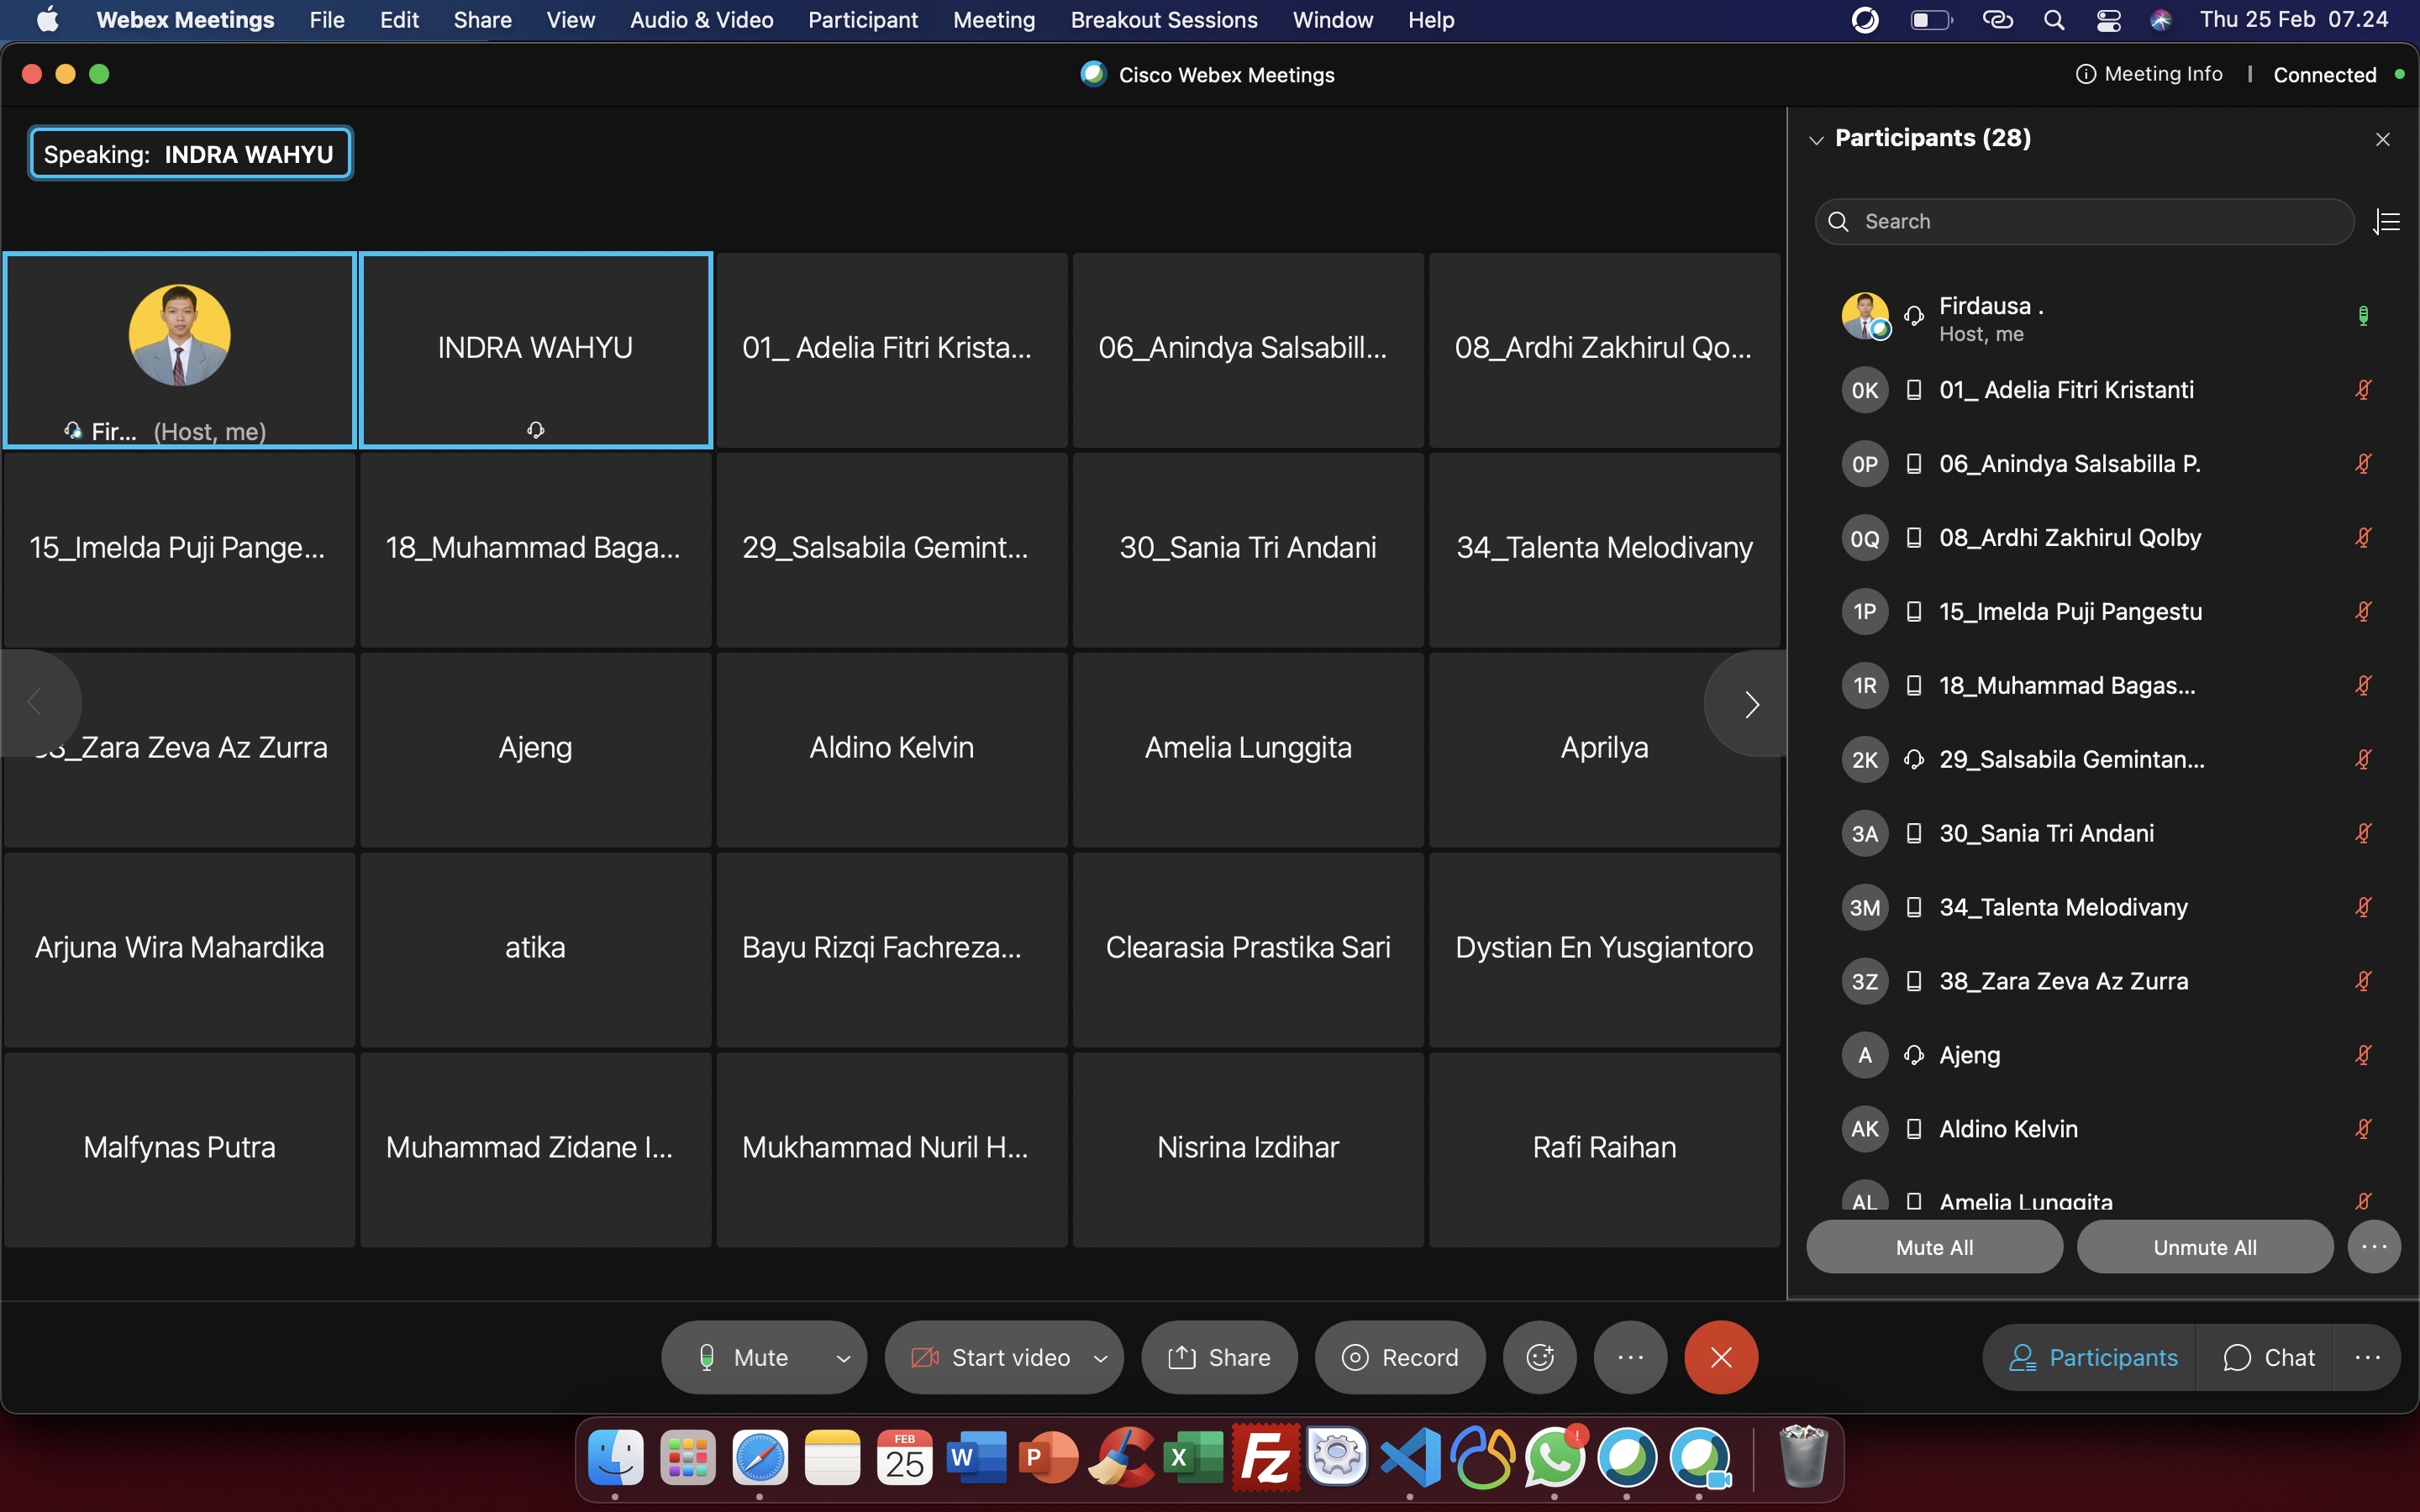 Webex Meetings File Edit Share View Audio & Video Participant Meeting Breakout Sessions Window Help Thu 25 Feb 07.24
Cisco Webex Meetings
Meeting Info | Connected
Speaking: INDRA WAHYU
Fir... (Host, me)
INDRA WAHYU
01_ Adelia Fitri Krista...
06_Anindya Salsabill...
08_Ardhi Zakhirul Qo...
15_Imelda Puji Pange...
18_Muhammad Baga...
29_Salsabila Gemint...
30_Sania Tri Andani
34_Talenta Melodivany
38_Zara Zeva Az Zurra
Ajeng
Aldino Kelvin
Amelia Lunggita
Aprilya
Arjuna Wira Mahardika
atika
Bayu Rizqi Fachreza...
Clearasia Prastika Sari
Dystian En Yusgiantoro
Malfynas Putra
Muhammad Zidane I...
Mukhammad Nuril H...
Nisrina Izdihar
Rafi Raihan
Participants (28)
Search
Firdausa .
Host, me
0K 01_ Adelia Fitri Kristanti
0P 06_Anindya Salsabilla P.
0Q 08_Ardhi Zakhirul Qolby
1P 15_Imelda Puji Pangestu
1R 18_Muhammad Bagas...
2K 29_Salsabila Gemintan...
3A 30_Sania Tri Andani
3M 34_Talenta Melodivany
3Z 38_Zara Zeva Az Zurra
A Ajeng
AK Aldino Kelvin
AL Amelia Lunggita
Mute All
Unmute All
Mute
Start video
Share
Record
Participants
Chat
FEB
25
W
P
X
Fz
!